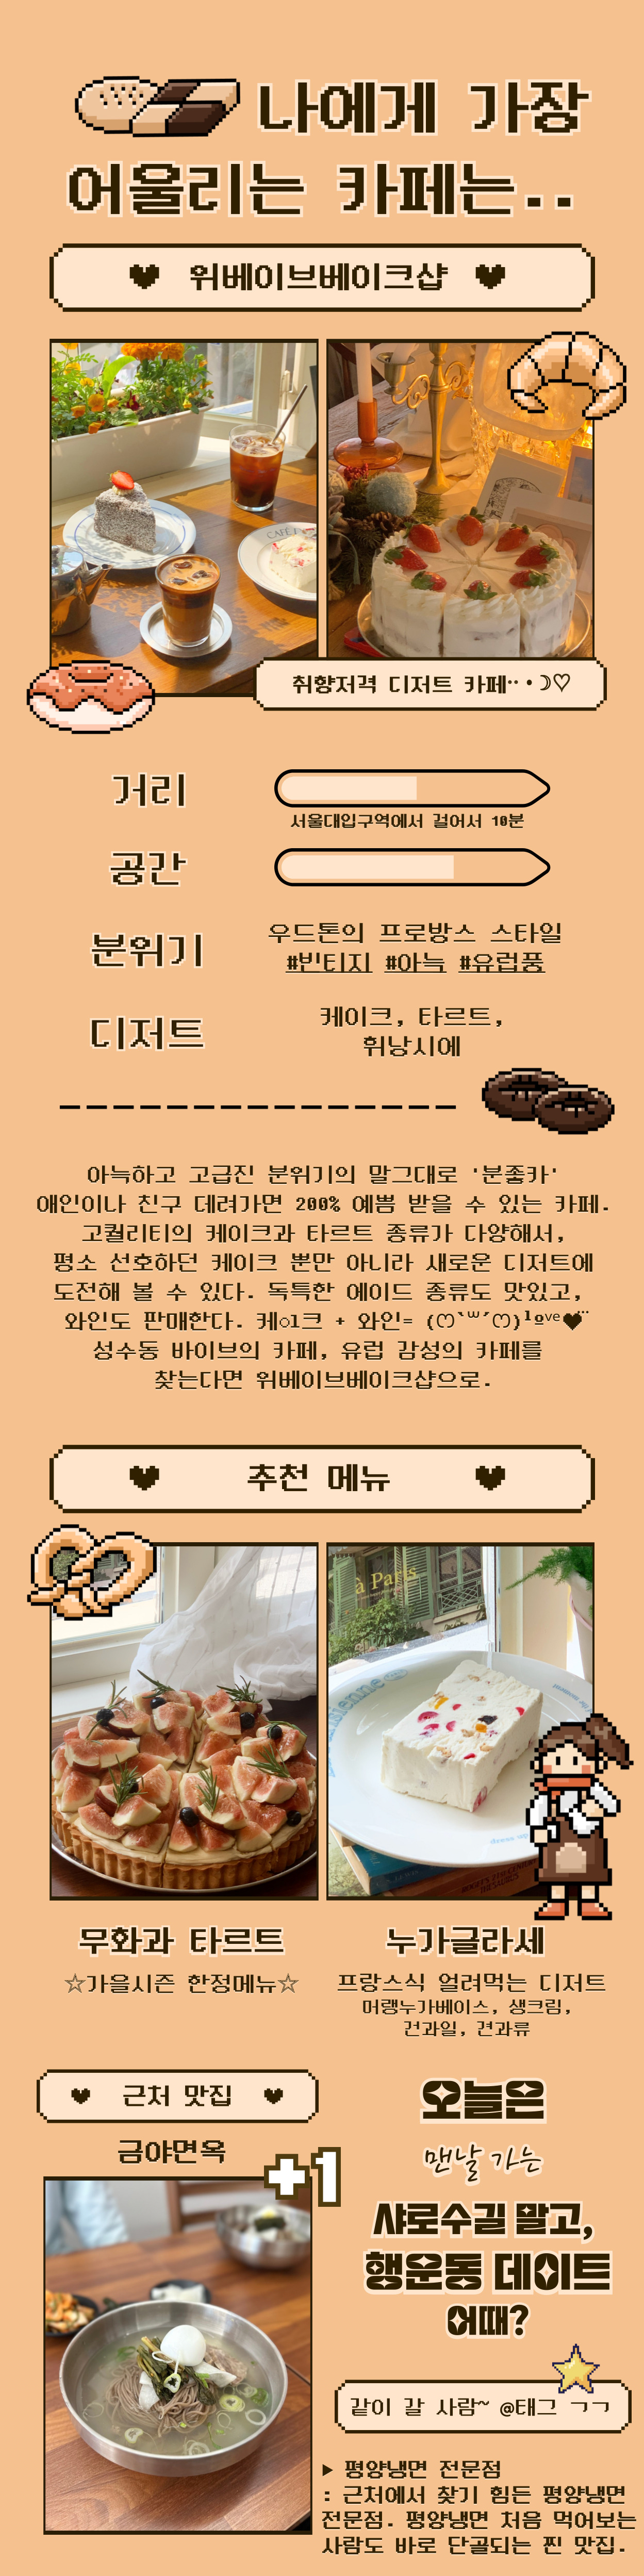 나에게 가장
어울리는 카페는..
♥ 위베이브베이크샵 ♥
CAFÉ
취향저격 디저트 카페¨·☽♡
거리
서울대입구역에서 걸어서 10분
공간
분위기
우드톤의 프로방스 스타일
#빈티지 #아늑 #유럽풍
디저트
케이크, 타르트,
휘낭시에
아늑하고 고급진 분위기의 말그대로 '분좋카'
애인이나 친구 데려가면 200% 예쁨 받을 수 있는 카페.
고퀄리티의 케이크과 타르트 종류가 다양해서,
평소 선호하던 케이크 뿐만 아니라 새로운 디저트에
도전해 볼 수 있다. 독특한 에이드 종류도 맛있고,
와인도 판매한다. 케○l크 + 와인= (ෆ`꒳´ෆ)ˡºᵛᵉ♥̈
성수동 바이브의 카페, 유럽 감성의 카페를
찾는다면 위베이브베이크샵으로.
♥ 추천 메뉴 ♥
à Paris
무화과 타르트
☆가을시즌 한정메뉴☆
누가글라세
프랑스식 얼려먹는 디저트
머랭누가베이스, 생크림,
건과일, 견과류
♥ 근처 맛집 ♥
금야면옥
+1
오늘은
맨날 가는
샤로수길 말고,
행운동 데이트
어때?
같이 갈 사람~ @태그 ㄱㄱ
▶ 평양냉면 전문점
: 근처에서 찾기 힘든 평양냉면
전문점. 평양냉면 처음 먹어보는
사람도 바로 단골되는 찐 맛집.